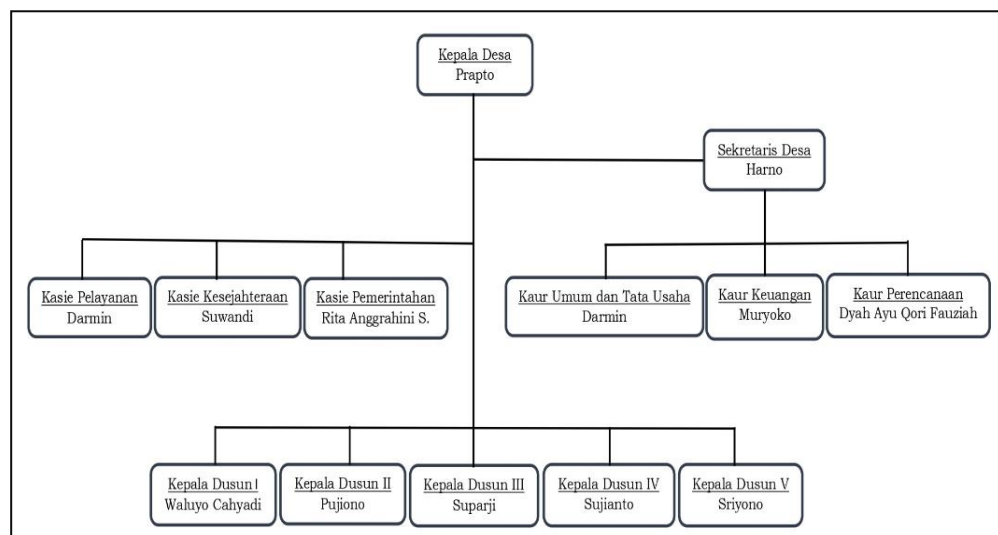 Kepala Desa
Prapto
Sekretaris Desa
Harno
Kasie Pelayanan
Darmin
Kasie Kesejahteraan
Suwandi
Kasie Pemerintahan
Rita Anggrahini S.
Kaur Umum dan Tata Usaha
Darmin
Kaur Keuangan
Muryoko
Kaur Perencanaan
Dyah Ayu Qori Fauziah
Kepala Dusun I
Waluyo Cahyadi
Kepala Dusun II
Pujiono
Kepala Dusun III
Suparji
Kepala Dusun IV
Sujianto
Kepala Dusun V
Sriyono